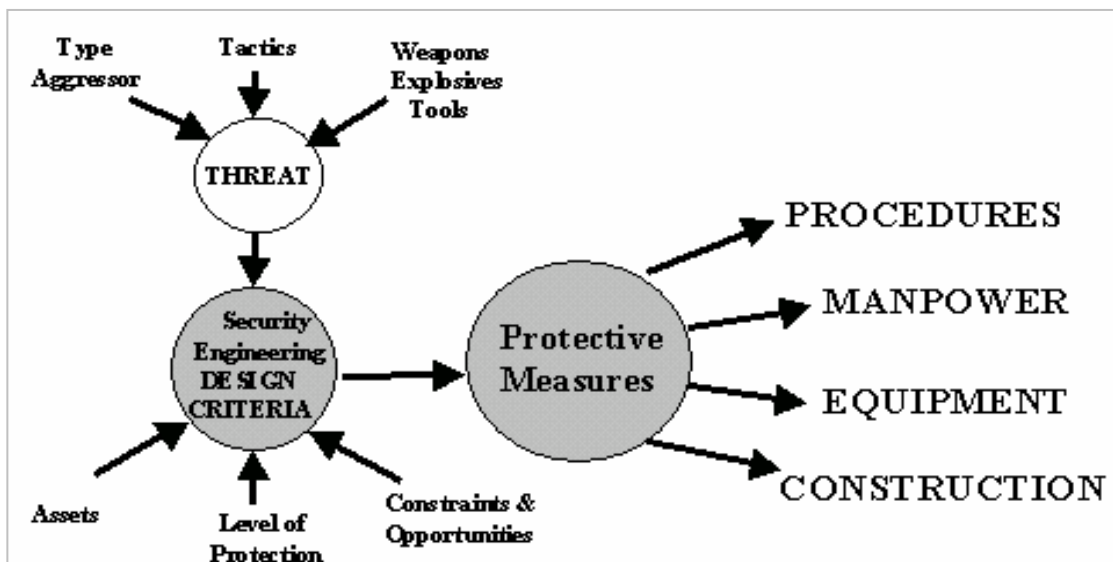 Type
Aggressor
Tactics
Weapons
Explosives
Tools
THREAT
Security
Engineering
DESIGN
CRITERIA
Assets
Level of
Protection
Constraints &
Opportunities
Protective
Measures
PROCEDURES
MANPOWER
EQUIPMENT
CONSTRUCTION